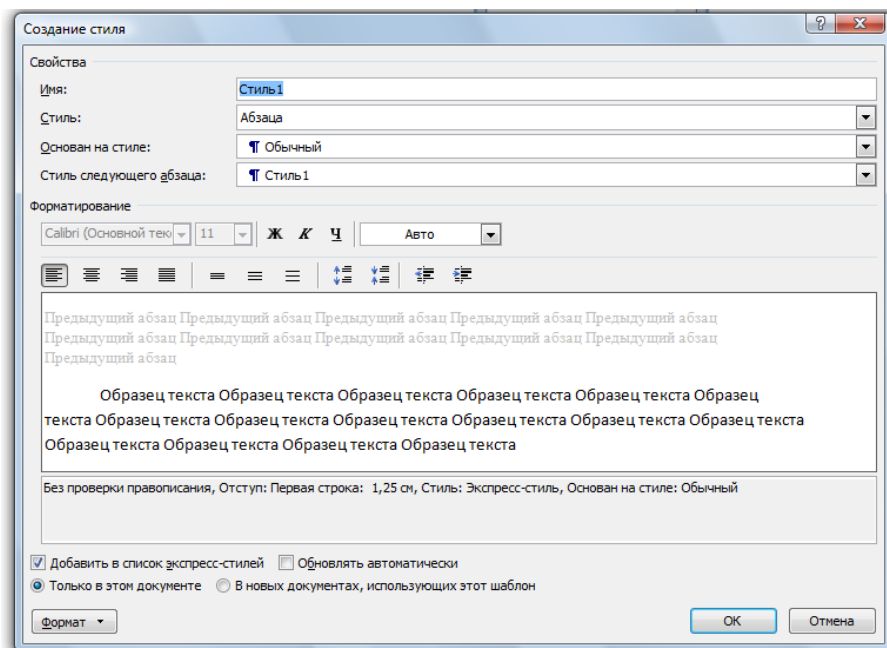 Создание стиля
Свойства
Имя: Стиль1
Стиль: Абзаца
Основан на стиле: ¶ Обычный
Стиль следующего абзаца: ¶ Стиль1
Форматирование
Calibri (Основной тек 11 Ж К Ч Авто
Предыдущий абзац Предыдущий абзац Предыдущий абзац Предыдущий абзац Предыдущий абзац
Предыдущий абзац Предыдущий абзац Предыдущий абзац Предыдущий абзац Предыдущий абзац
Предыдущий абзац
Образец текста Образец текста Образец текста Образец текста Образец текста Образец
текста Образец текста Образец текста Образец текста Образец текста Образец текста Образец текста
Образец текста Образец текста Образец текста Образец текста
Без проверки правописания, Отступ: Первая строка: 1,25 см, Стиль: Экспресс-стиль, Основан на стиле: Обычный
Добавить в список экспресс-стилей Обновлять автоматически
Только в этом документе В новых документах, использующих этот шаблон
Формат OK Отмена